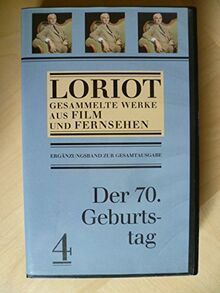 LORIOT
GESAMMELTE WERKE
AUS FILM
UND FERNSEHEN
ERGÄNZUNGSBAND ZUR GESAMTAUSGABE
Der 70.
Geburts-
tag
4